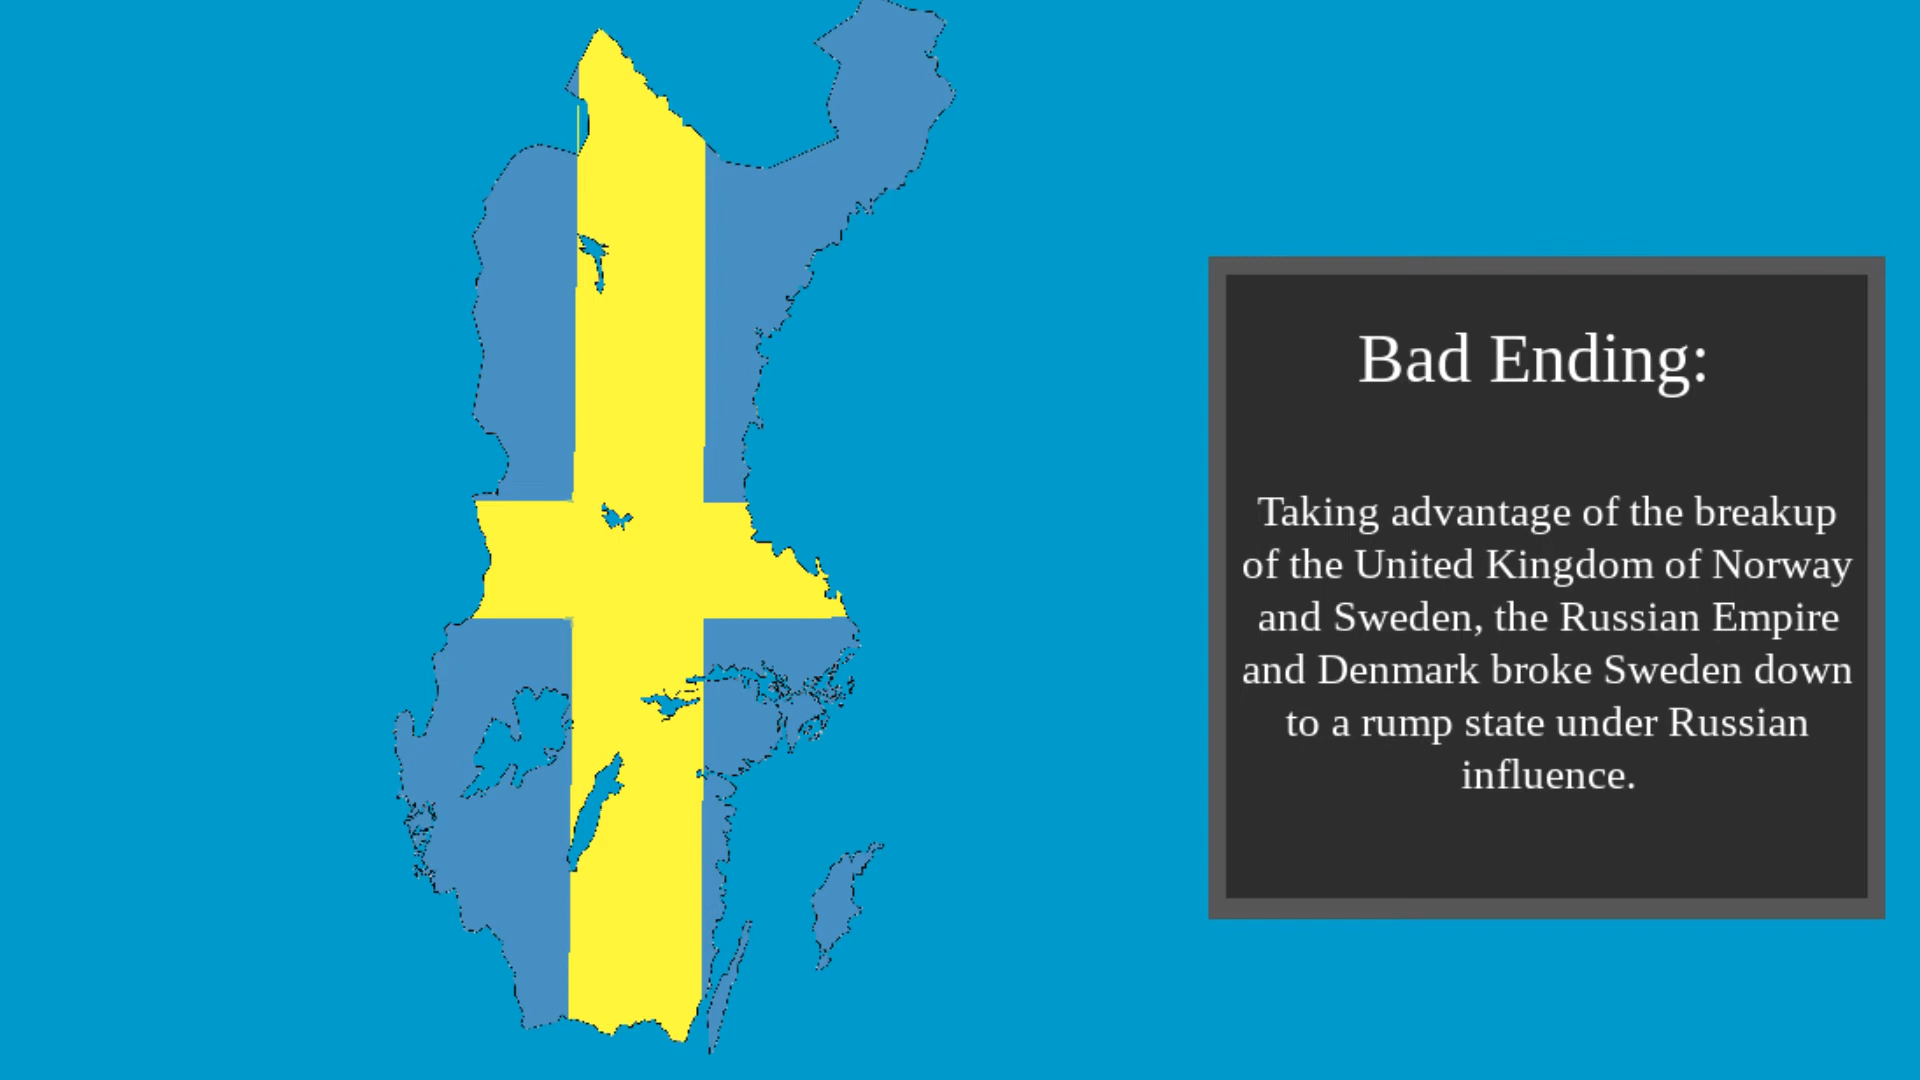 Bad Ending:
Taking advantage of the breakup
of the United Kingdom of Norway
and Sweden, the Russian Empire
and Denmark broke Sweden down
to a rump state under Russian
influence.